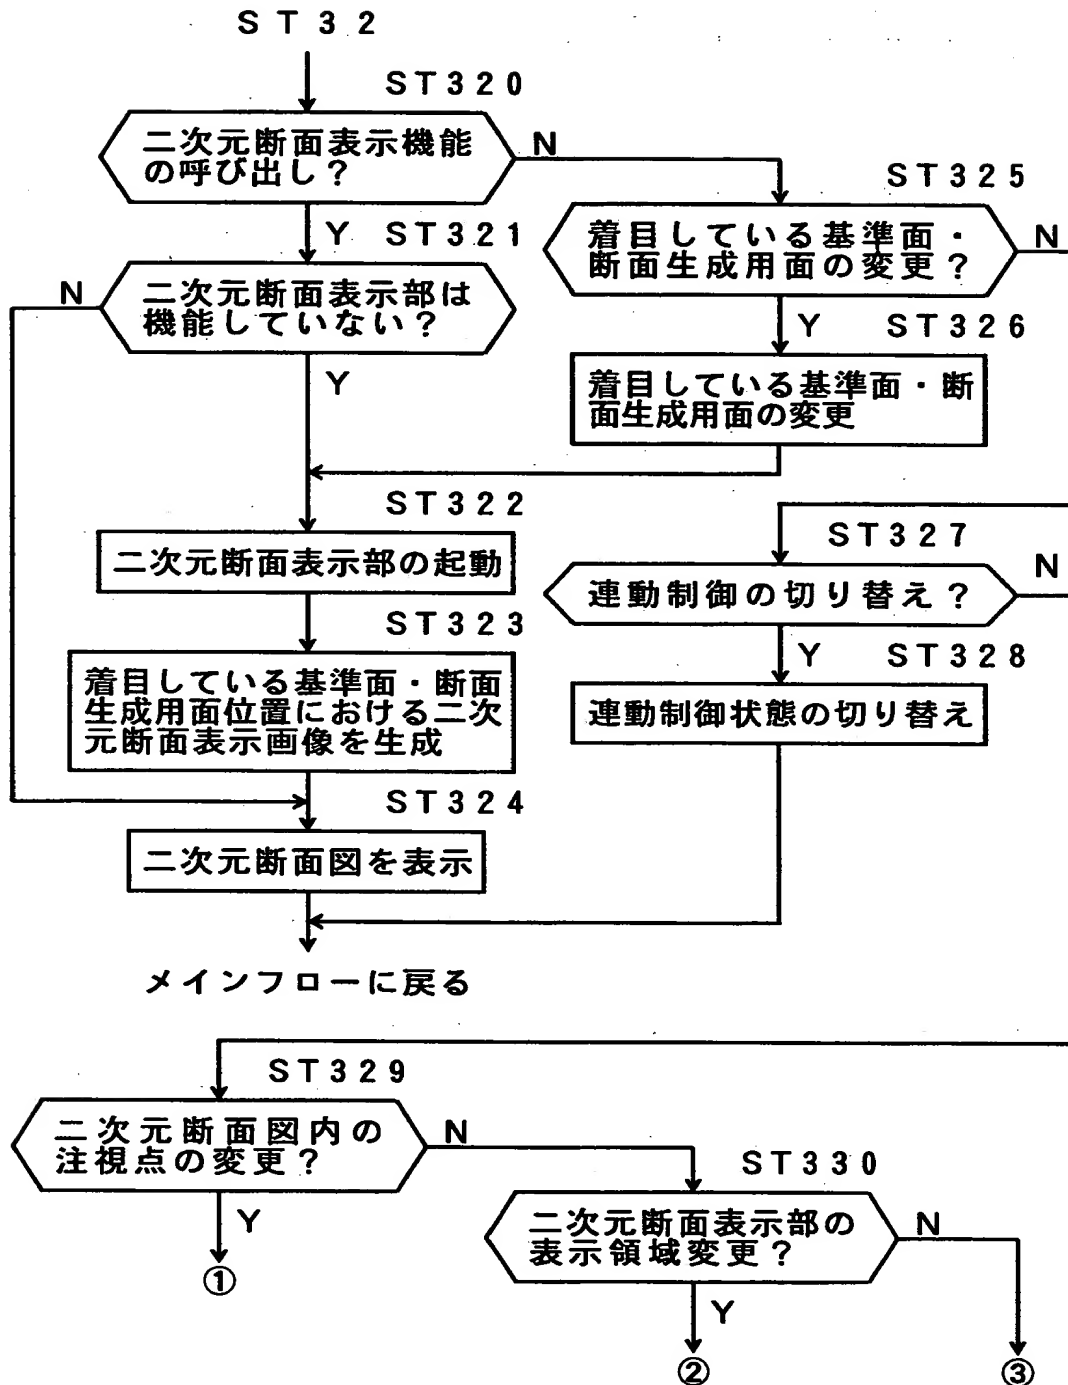 ST32
ST320
二次元断面表示機能
の呼び出し?
N
Y
ST321
二次元断面表示部は
機能していない?
N
Y
ST325
着目している基準面・
断面生成用面の変更?
N
Y
ST326
着目している基準面・断
面生成用面の変更
ST322
二次元断面表示部の起動
ST323
着目している基準面・断面
生成用面位置における二次
元断面表示画像を生成
ST324
二次元断面図を表示
ST327
連動制御の切り替え?
N
Y
ST328
連動制御状態の切り替え
メインフローに戻る
ST329
二次元断面図内の
注視点の変更?
N
Y
①
ST330
二次元断面表示部の
表示領域変更?
N
Y
②
③